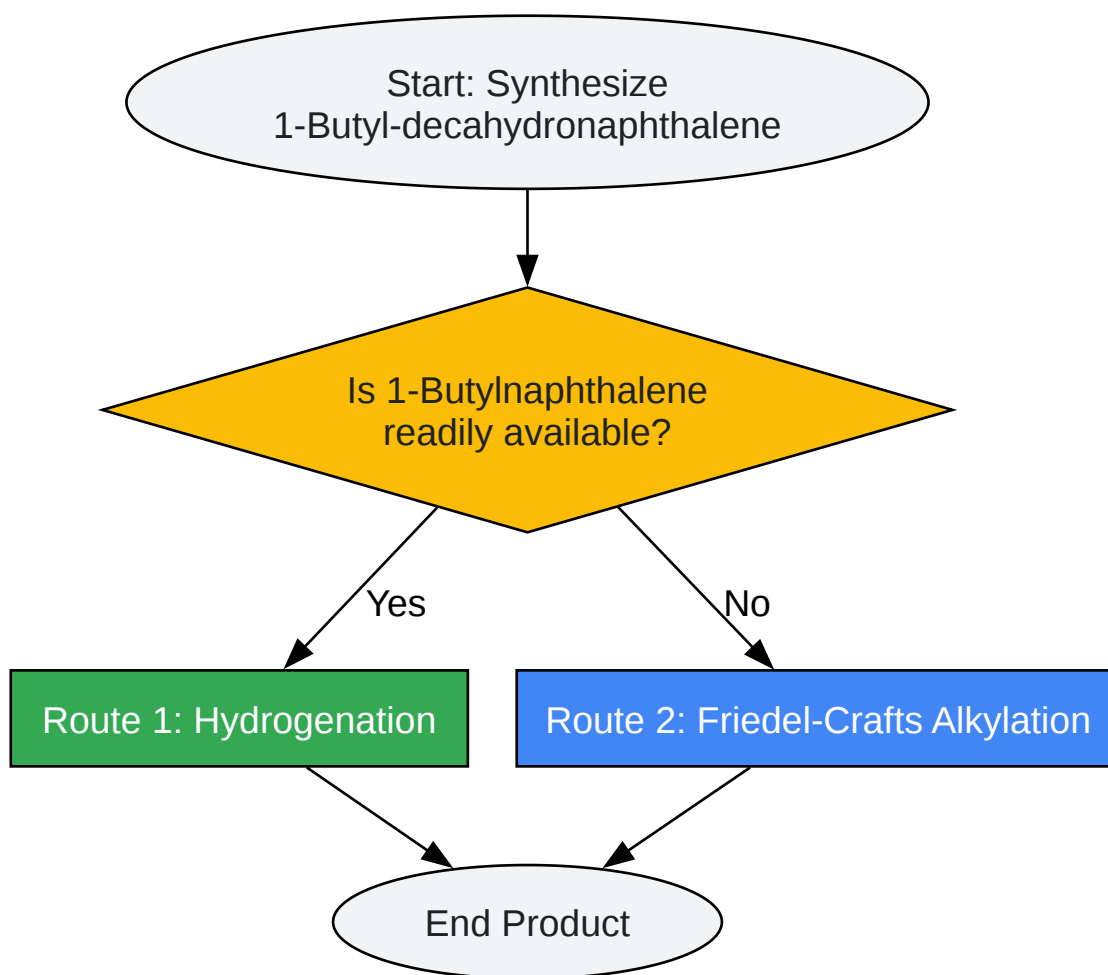 Start: Synthesize
1-Butyl-decahydronaphthalene
Is 1-Butylnaphthalene
readily available?
Yes
No
Route 1: Hydrogenation
Route 2: Friedel-Crafts Alkylation
End Product